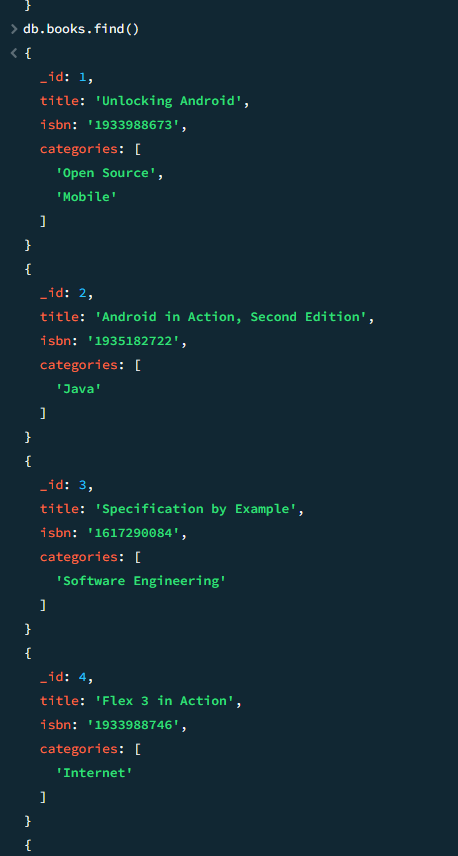 }
> db.books.find()
< {
_id: 1,
title: 'Unlocking Android',
isbn: '1933988673',
categories: [
'Open Source',
'Mobile'
]
}
{
_id: 2,
title: 'Android in Action, Second Edition',
isbn: '1935182722',
categories: [
'Java'
]
}
{
_id: 3,
title: 'Specification by Example',
isbn: '1617290084',
categories: [
'Software Engineering'
]
}
{
_id: 4,
title: 'Flex 3 in Action',
isbn: '1933988746',
categories: [
'Internet'
]
}
{